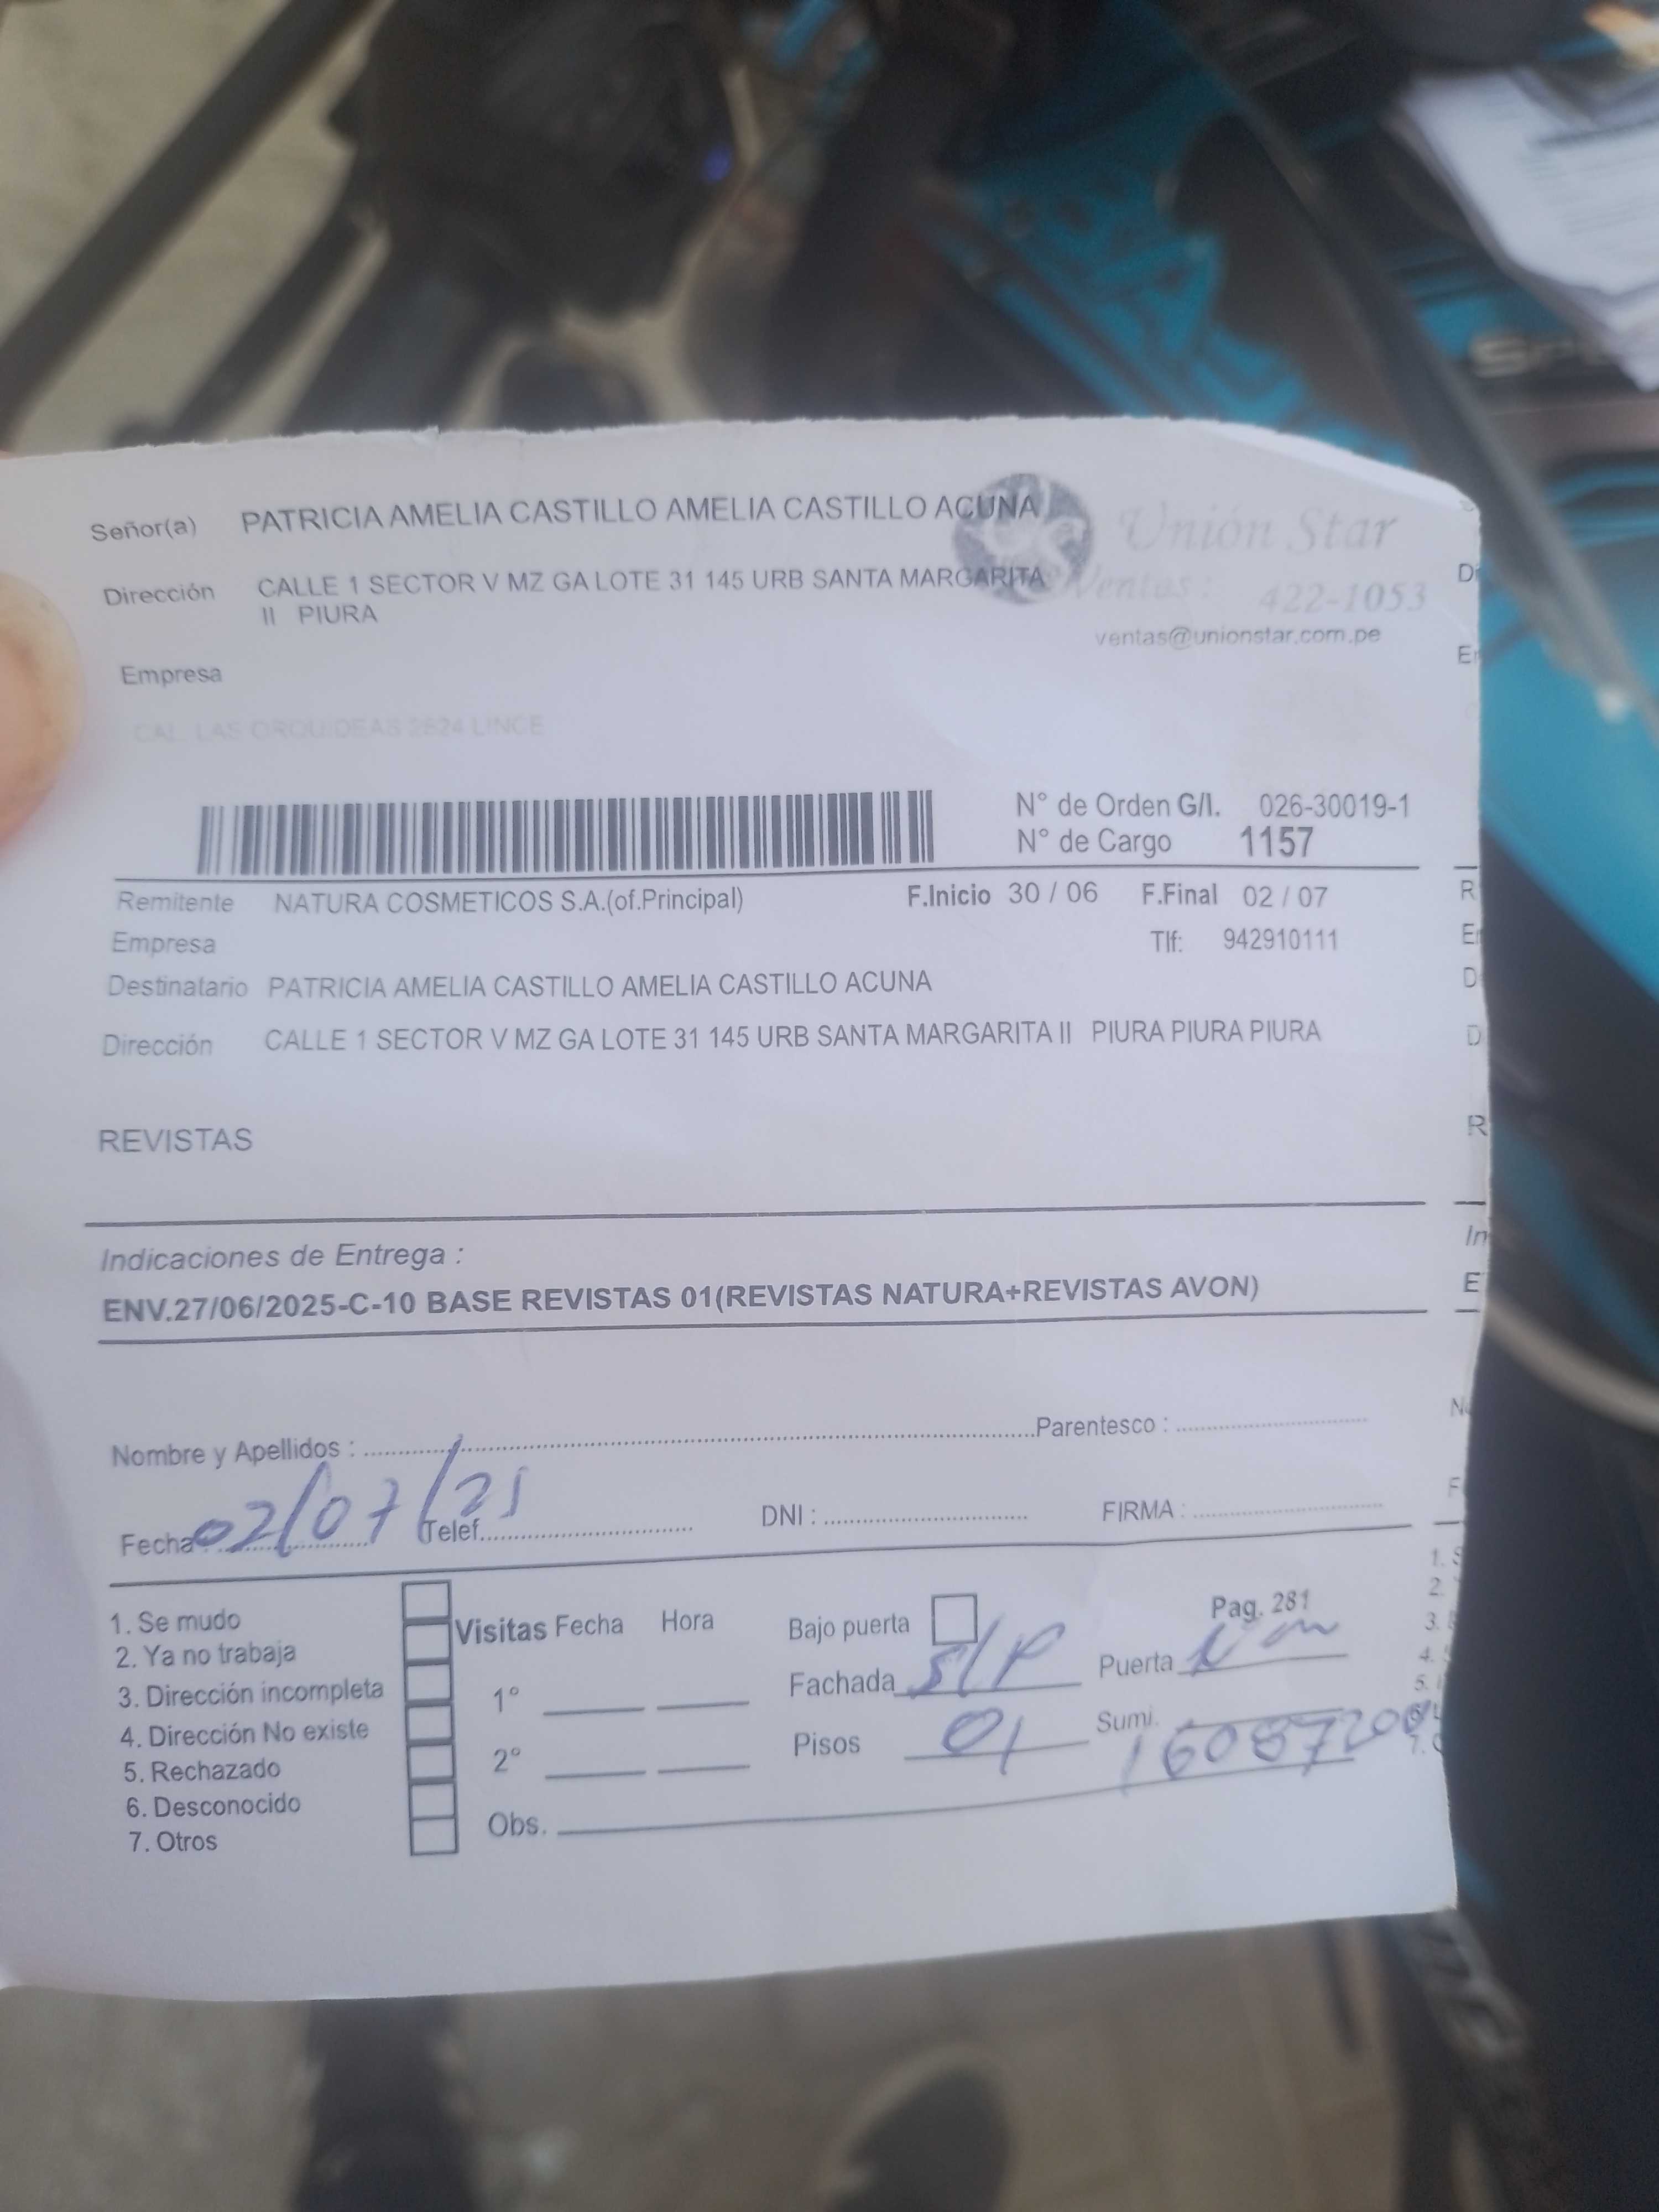 Señor(a) PATRICIA AMELIA CASTILLO AMELIA CASTILLO ACUNA
Unión Star
Dirección CALLE 1 SECTOR V MZ GA LOTE 31 145 URB SANTA MARGARITA
II PIURA
Ventas : 422-1053
ventas@unionstar.com.pe
Empresa
CAL. LAS ORQUIDEAS 2624 LINCE
N° de Orden G/I. 026-30019-1
N° de Cargo 1157
Remitente NATURA COSMETICOS S.A.(of.Principal) F.Inicio 30 / 06 F.Final 02 / 07
Empresa Tlf: 942910111
Destinatario PATRICIA AMELIA CASTILLO AMELIA CASTILLO ACUNA
Dirección CALLE 1 SECTOR V MZ GA LOTE 31 145 URB SANTA MARGARITA II PIURA PIURA PIURA
REVISTAS
Indicaciones de Entrega :
ENV.27/06/2025-C-10 BASE REVISTAS 01(REVISTAS NATURA+REVISTAS AVON)
Nombre y Apellidos : Parentesco :
Fecha : 02/07/25 Telef. DNI : FIRMA :
1. Se mudo
2. Ya no trabaja
3. Dirección incompleta
4. Dirección No existe
5. Rechazado
6. Desconocido
7. Otros
Visitas Fecha Hora
1°
2°
Obs.
Bajo puerta Pag. 281
Fachada S/P Puerta
Pisos 01 Sumi.